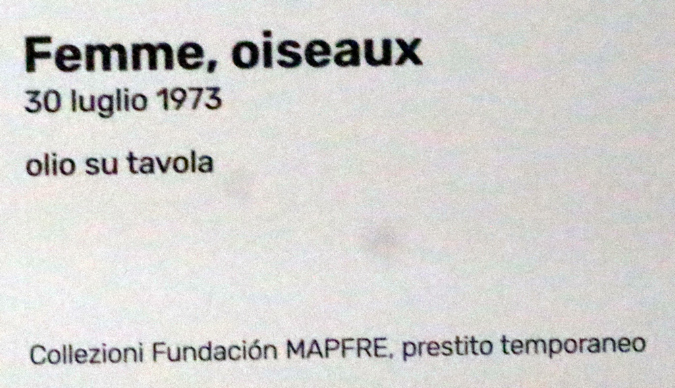 Femme, oiseaux
30 luglio 1973
olio su tavola
Collezioni Fundación MAPFRE, prestito temporaneo